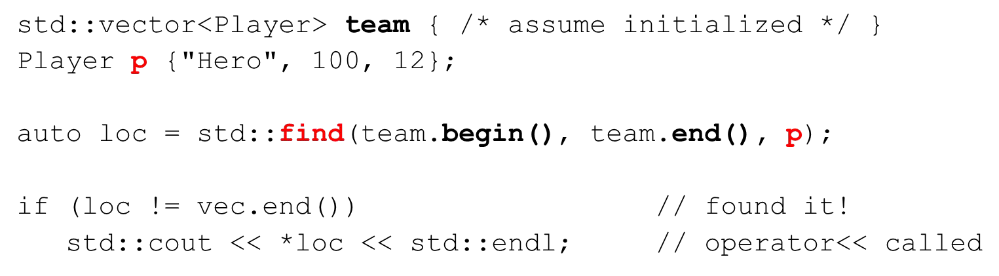 std::vector<Player> team { /* assume initialized */ }
Player p {"Hero", 100, 12};
auto loc = std::find(team.begin(), team.end(), p);
if (loc != vec.end()) // found it!
std::cout << *loc << std::endl; // operator<< called